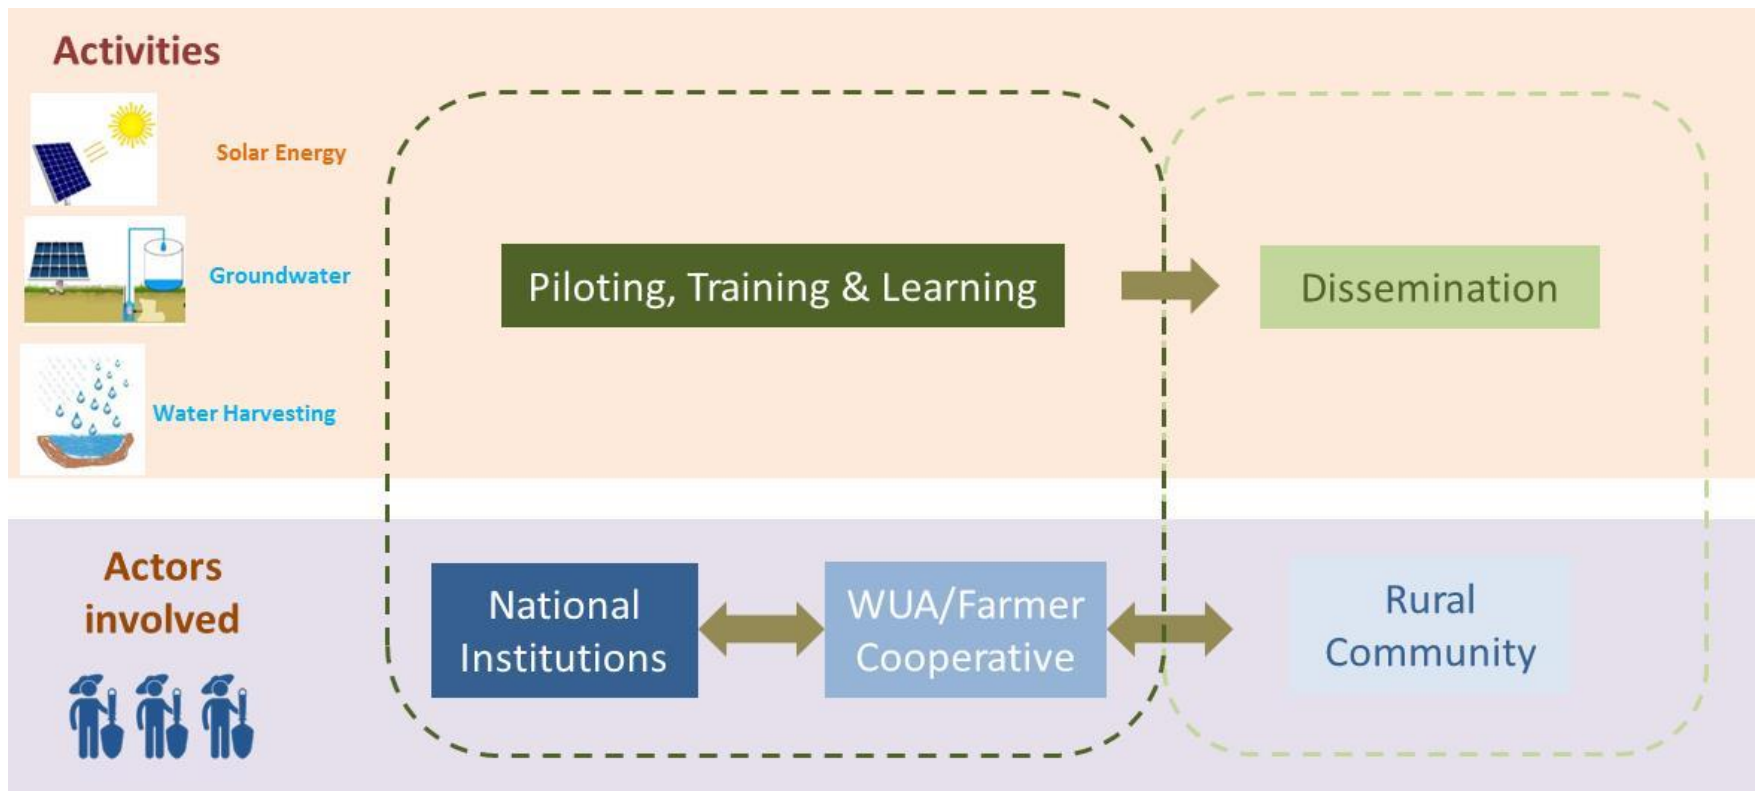 Activities
Solar Energy
Groundwater
Water Harvesting
Piloting, Training & Learning
Dissemination
Actors
involved
National
Institutions
WUA/Farmer
Cooperative
Rural
Community